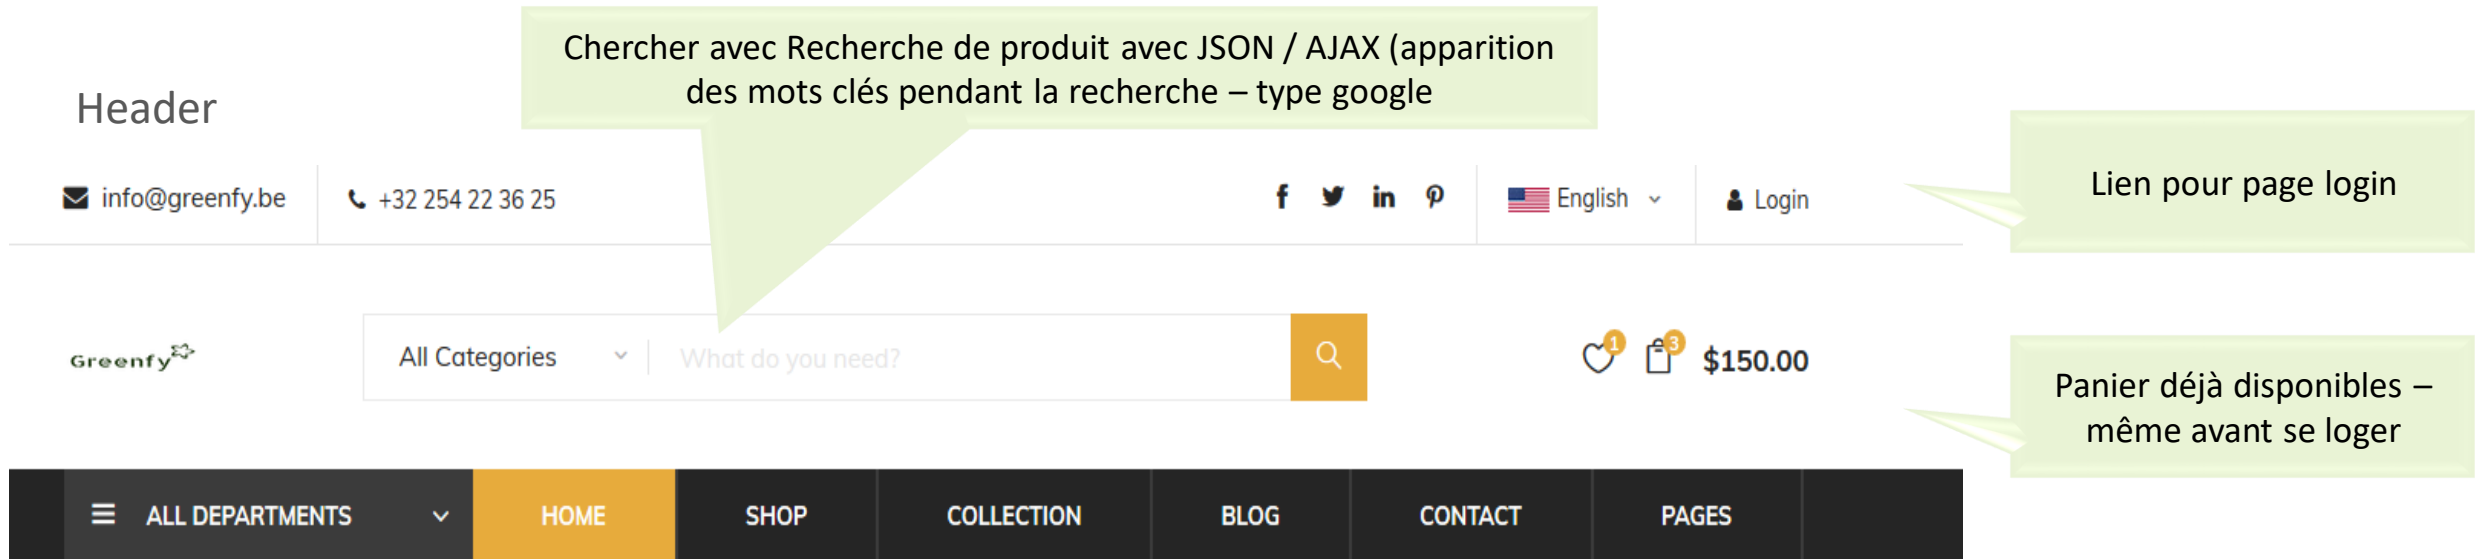 Chercher avec Recherche de produit avec JSON / AJAX (apparition
des mots clés pendant la recherche – type google
Header
info@greenfy.be
+32 254 22 36 25
English
Login
Lien pour page login
Greenfy
All Categories
What do you need?
1
3
$150.00
Panier déjà disponibles –
même avant se loger
ALL DEPARTMENTS
HOME
SHOP
COLLECTION
BLOG
CONTACT
PAGES